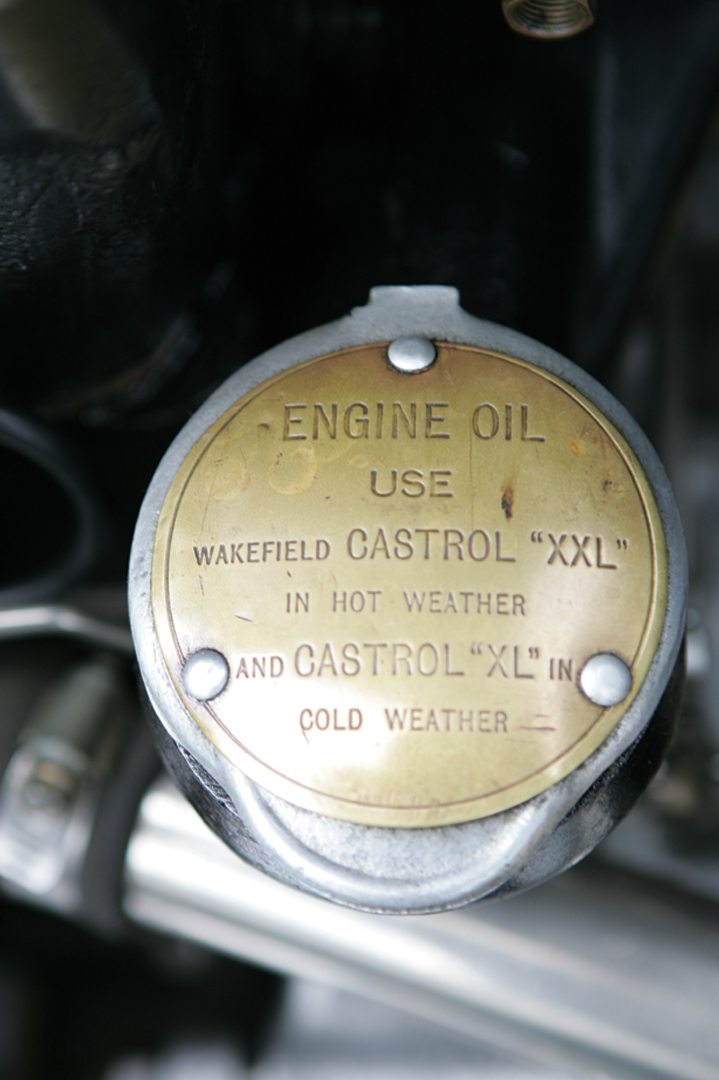 ENGINE OIL
USE
WAKEFIELD CASTROL “XXL”
IN HOT WEATHER
AND CASTROL “XL” IN
COLD WEATHER